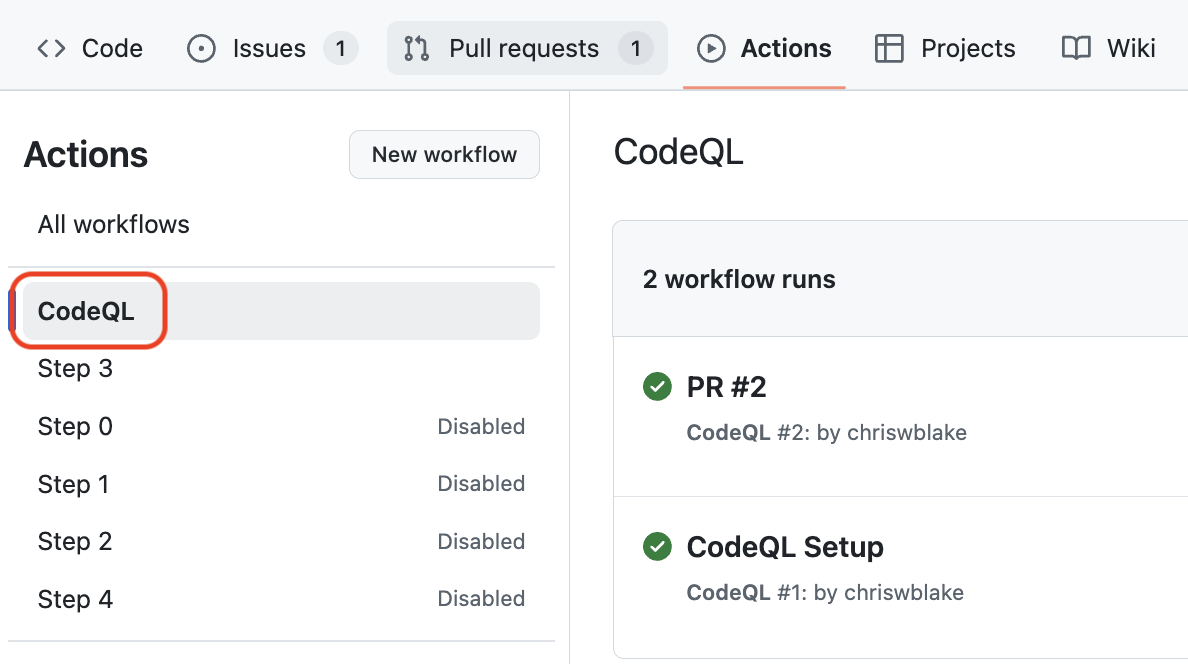 Code Issues 1 Pull requests 1 Actions Projects Wiki
Actions
New workflow
All workflows
CodeQL
Step 3
Step 0 Disabled
Step 1 Disabled
Step 2 Disabled
Step 4 Disabled
CodeQL
2 workflow runs
PR #2
CodeQL #2: by chriswblake
CodeQL Setup
CodeQL #1: by chriswblake